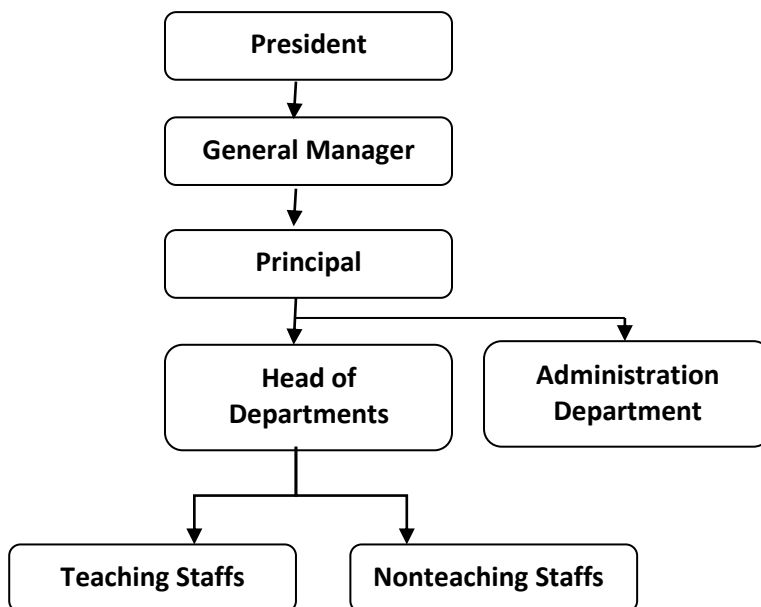 President
General Manager
Principal
Head of
Departments
Administration
Department
Teaching Staffs
Nonteaching Staffs